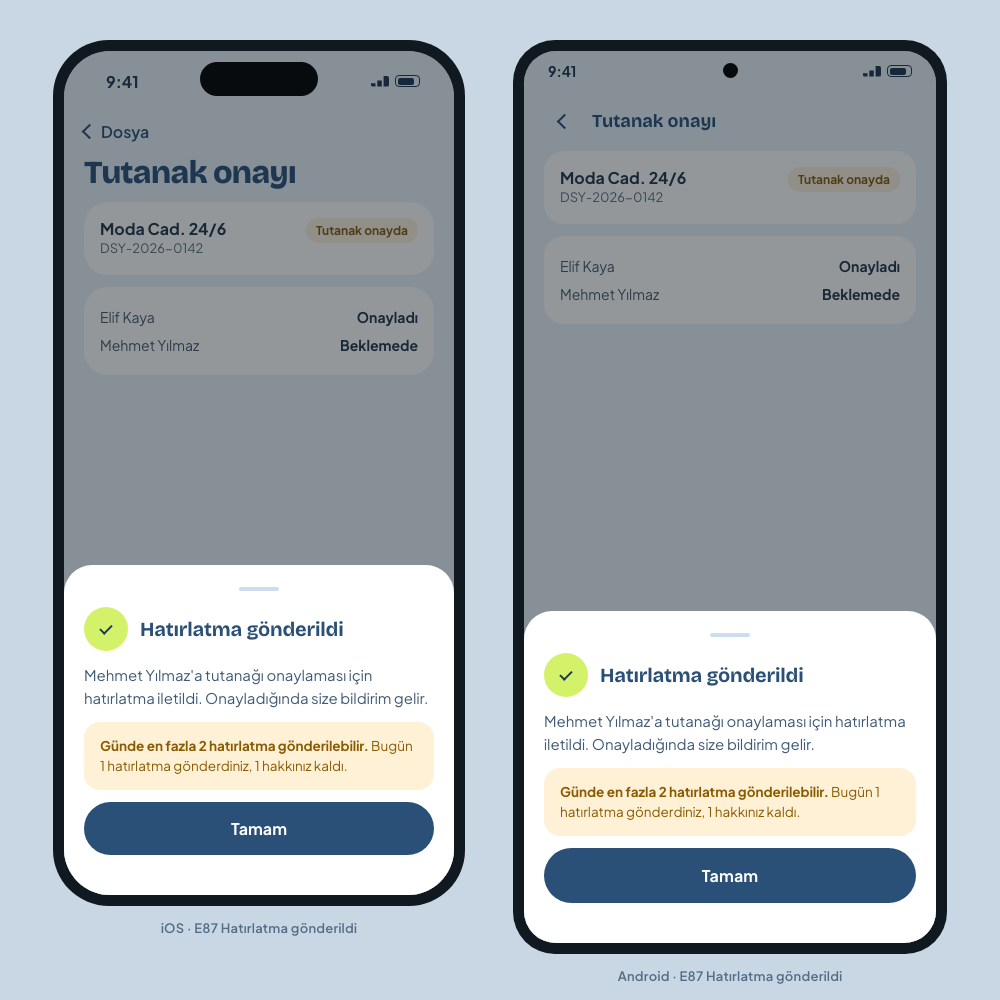 9:41
Dosya
Tutanak onayı
Moda Cad. 24/6
Tutanak onayda
DSY-2026-0142
Elif Kaya
Onayladı
Mehmet Yılmaz
Beklemede
Hatırlatma gönderildi
Mehmet Yılmaz'a tutanağı onaylaması için
hatırlatma iletildi. Onayladığında size bildirim gelir.
Günde en fazla 2 hatırlatma gönderilebilir. Bugün
1 hatırlatma gönderdiniz, 1 hakkınız kaldı.
Tamam
iOS · E87 Hatırlatma gönderildi
9:41
Tutanak onayı
Moda Cad. 24/6
Tutanak onayda
DSY-2026-0142
Elif Kaya
Onayladı
Mehmet Yılmaz
Beklemede
Hatırlatma gönderildi
Mehmet Yılmaz'a tutanağı onaylaması için hatırlatma
iletildi. Onayladığında size bildirim gelir.
Günde en fazla 2 hatırlatma gönderilebilir. Bugün 1
hatırlatma gönderdiniz, 1 hakkınız kaldı.
Tamam
Android · E87 Hatırlatma gönderildi